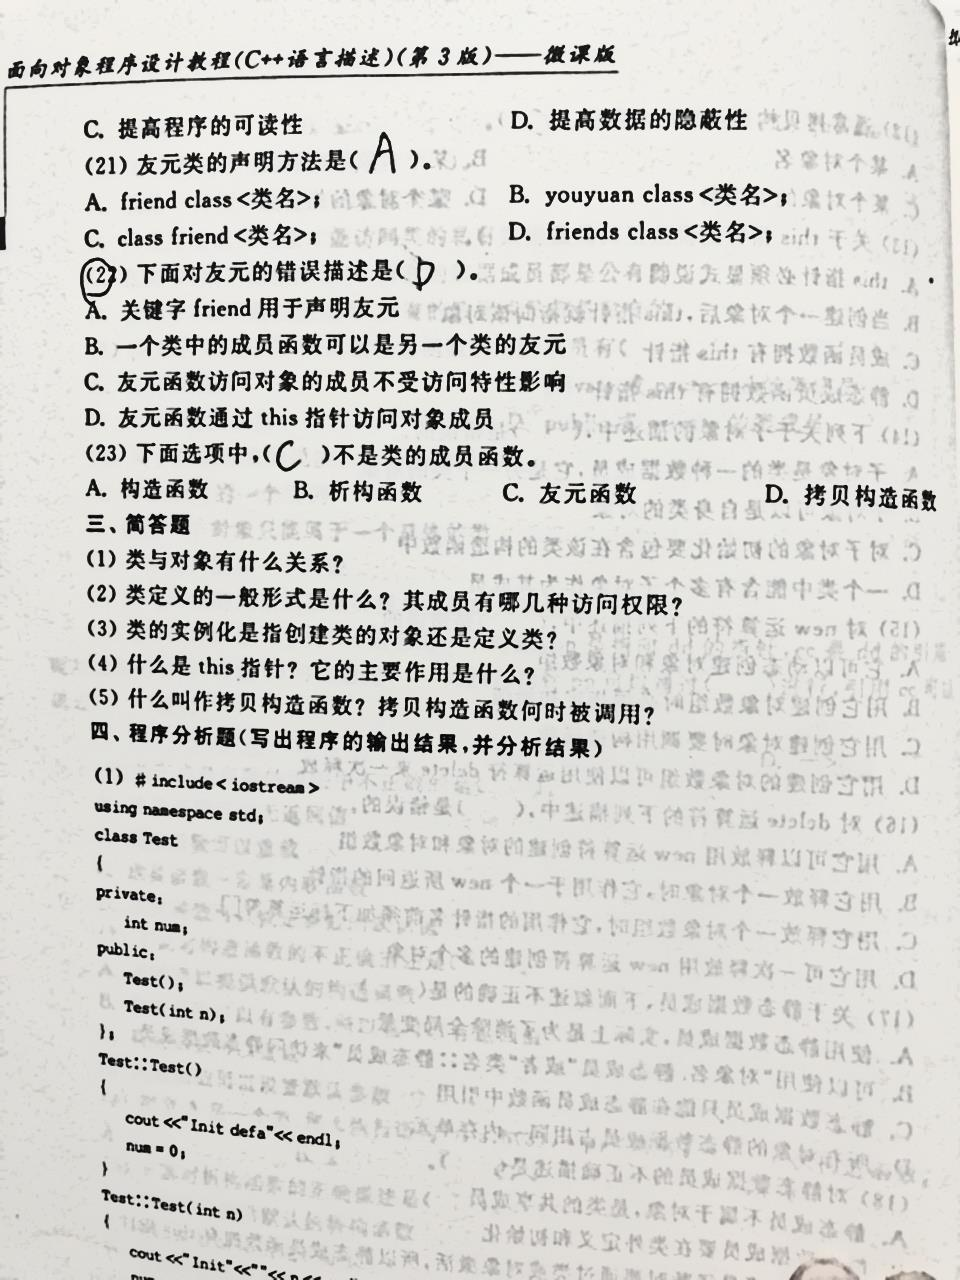 面向对象程序设计教程(C++语言描述)(第3版)——微课版
C. 提高程序的可读性 D. 提高数据的隐蔽性
(21) 友元类的声明方法是( A )。
A. friend class<类名>; B. youyuan class<类名>;
C. class friend<类名>; D. friends class<类名>;
(22) 下面对友元的错误描述是( D )。
A. 关键字 friend 用于声明友元
B. 一个类中的成员函数可以是另一个类的友元
C. 友元函数访问对象的成员不受访问特性影响
D. 友元函数通过 this 指针访问对象成员
(23) 下面选项中,( C )不是类的成员函数。
A. 构造函数 B. 析构函数 C. 友元函数 D. 拷贝构造函数
三、简答题
(1) 类与对象有什么关系?
(2) 类定义的一般形式是什么? 其成员有哪几种访问权限?
(3) 类的实例化是指创建类的对象还是定义类?
(4) 什么是 this 指针? 它的主要作用是什么?
(5) 什么叫作拷贝构造函数? 拷贝构造函数何时被调用?
四、程序分析题(写出程序的输出结果,并分析结果)
(1) # include< iostream>
using namespace std;
class Test
{
private:
int num;
public:
Test();
Test(int n);
};
Test::Test()
{
cout <<"Init defa"<< endl;
num = 0;
}
Test::Test(int n)
{
cout <<"Init"<<""<<